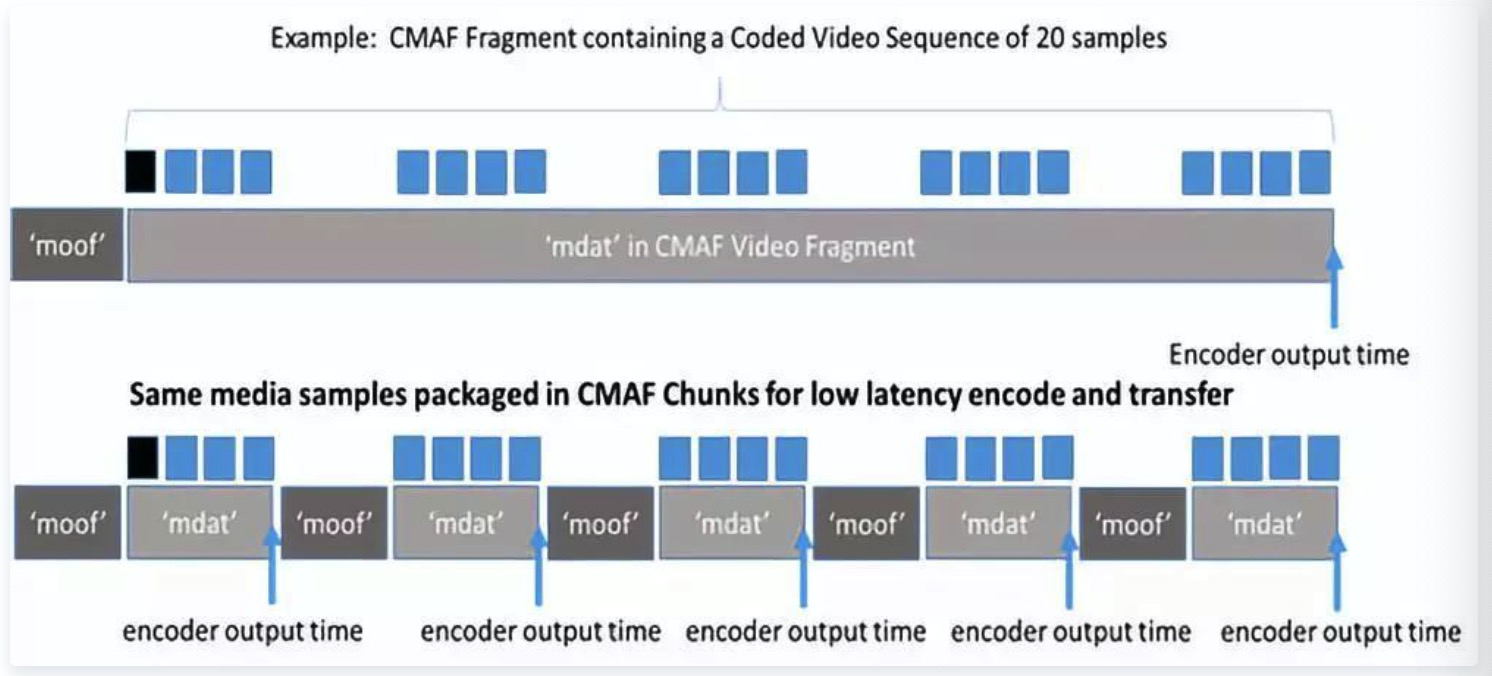 Example: CMAF Fragment containing a Coded Video Sequence of 20 samples
‘moof’ ‘mdat’ in CMAF Video Fragment
Encoder output time
Same media samples packaged in CMAF Chunks for low latency encode and transfer
‘moof’ ‘mdat’ ‘moof’ ‘mdat’ ‘moof’ ‘mdat’ ‘moof’ ‘mdat’ ‘moof’ ‘mdat’
encoder output time encoder output time encoder output time encoder output time encoder output time